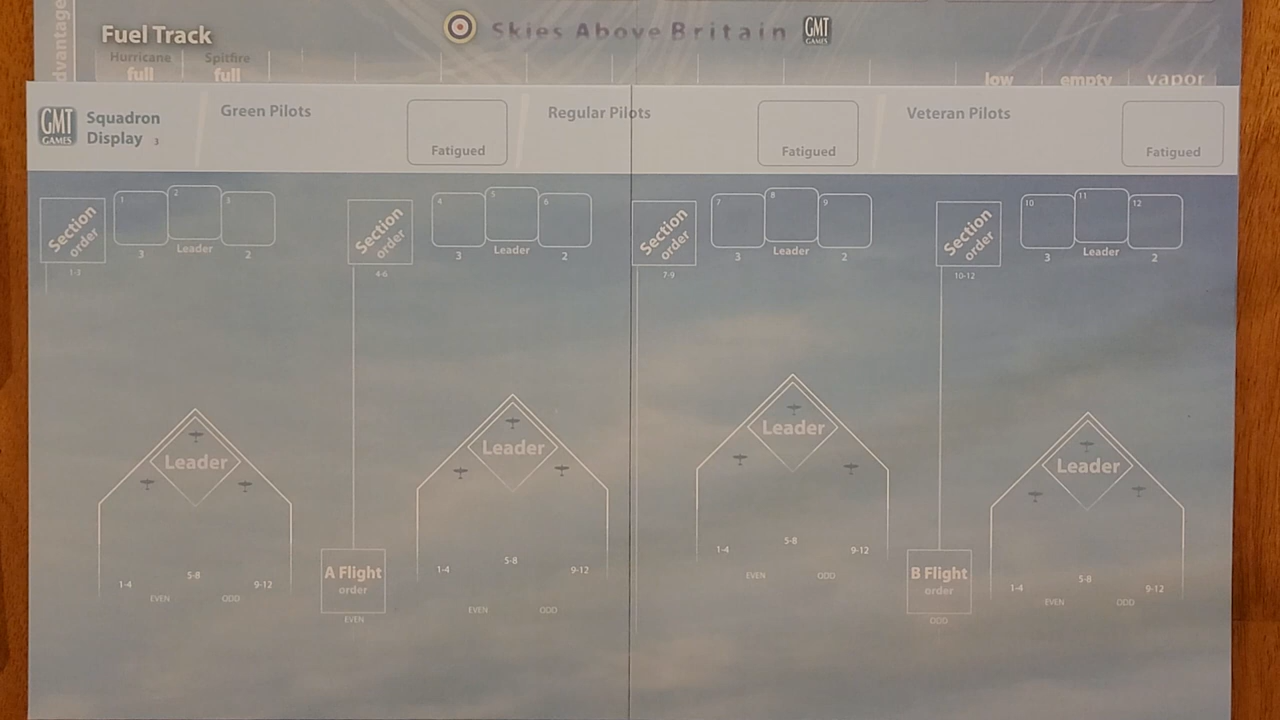 dvantage
Fuel Track
Skies Above Britain
GMT
GAMES
Hurricane
full
Spitfire
full
low
empty
vapor
GMT
GAMES
Squadron
Display 3
Green Pilots
Fatigued
Regular Pilots
Fatigued
Veteran Pilots
Fatigued
Section
order
1-3
1
2
3
3
Leader
2
Section
order
4-6
4
5
6
3
Leader
2
Section
order
7-9
7
8
9
3
Leader
2
Section
order
10-12
10
11
12
3
Leader
2
Leader
1-4
5-8
9-12
EVEN
ODD
A Flight
order
EVEN
Leader
1-4
5-8
9-12
EVEN
ODD
Leader
1-4
5-8
9-12
EVEN
ODD
B Flight
order
ODD
Leader
1-4
5-8
9-12
EVEN
ODD